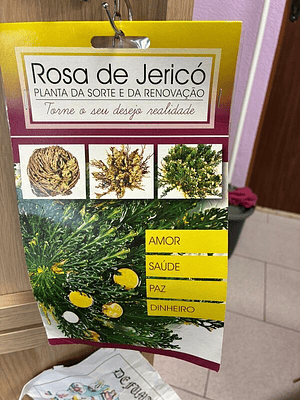 Rosa de Jericó
PLANTA DA SORTE E DA RENOVAÇÃO
Torne o seu desejo realidade
AMOR
SAÚDE
PAZ
DINHEIRO